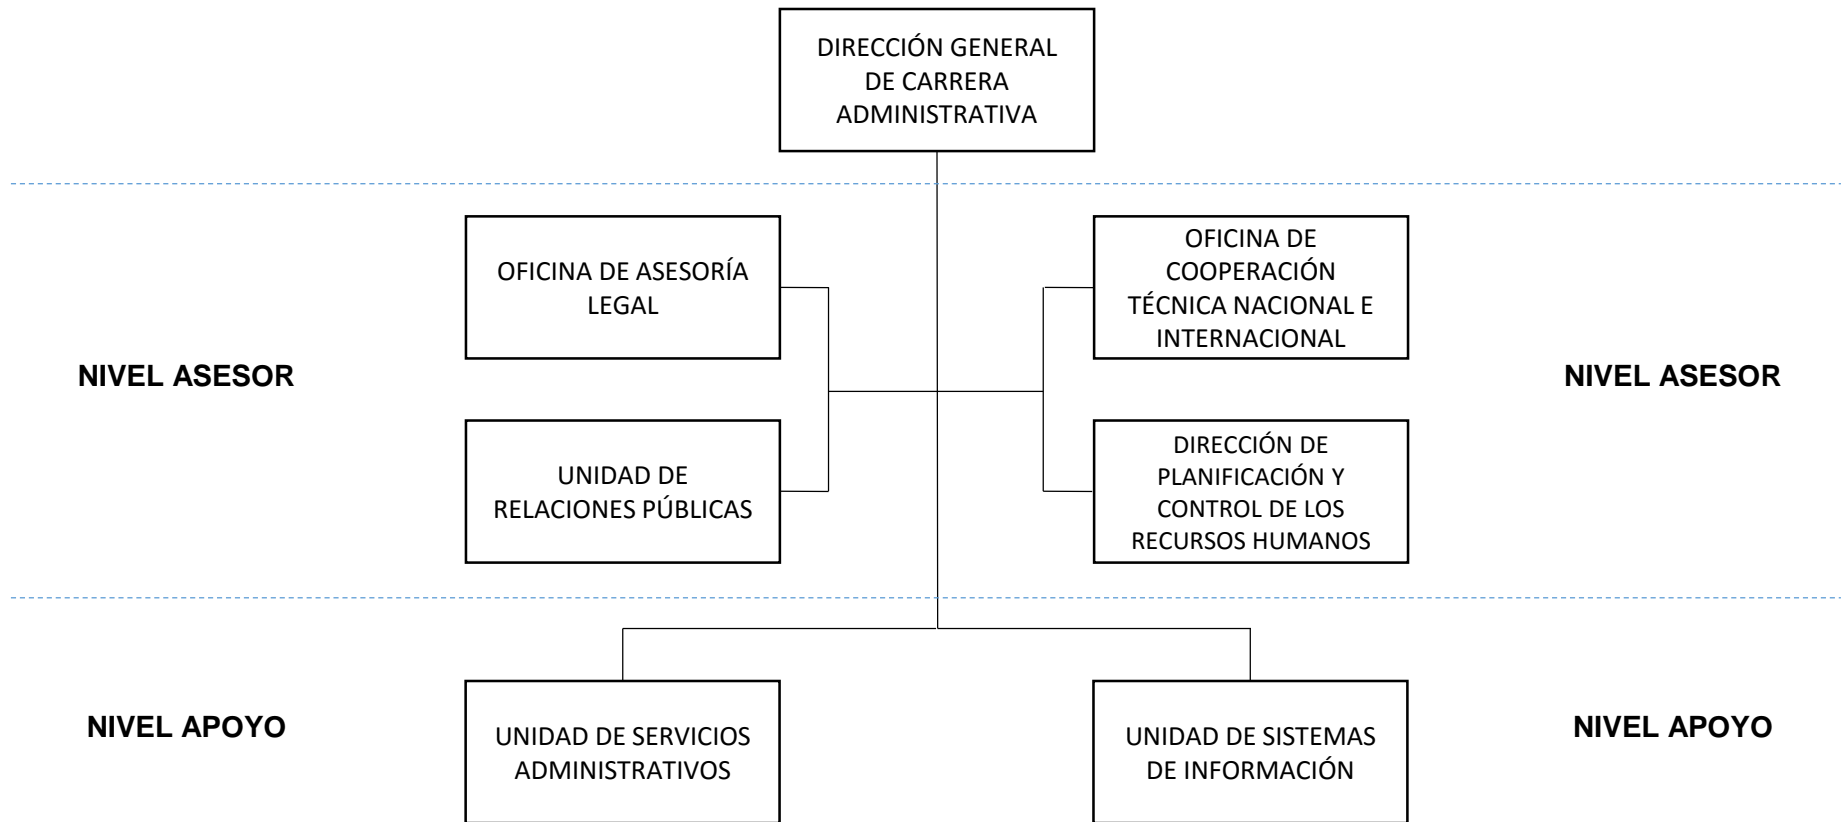 DIRECCIÓN GENERAL
DE CARRERA
ADMINISTRATIVA
OFICINA DE ASESORÍA
LEGAL
OFICINA DE
COOPERACIÓN
TÉCNICA NACIONAL E
INTERNACIONAL
NIVEL ASESOR
NIVEL ASESOR
UNIDAD DE
RELACIONES PÚBLICAS
DIRECCIÓN DE
PLANIFICACIÓN Y
CONTROL DE LOS
RECURSOS HUMANOS
NIVEL APOYO
UNIDAD DE SERVICIOS
ADMINISTRATIVOS
UNIDAD DE SISTEMAS
DE INFORMACIÓN
NIVEL APOYO